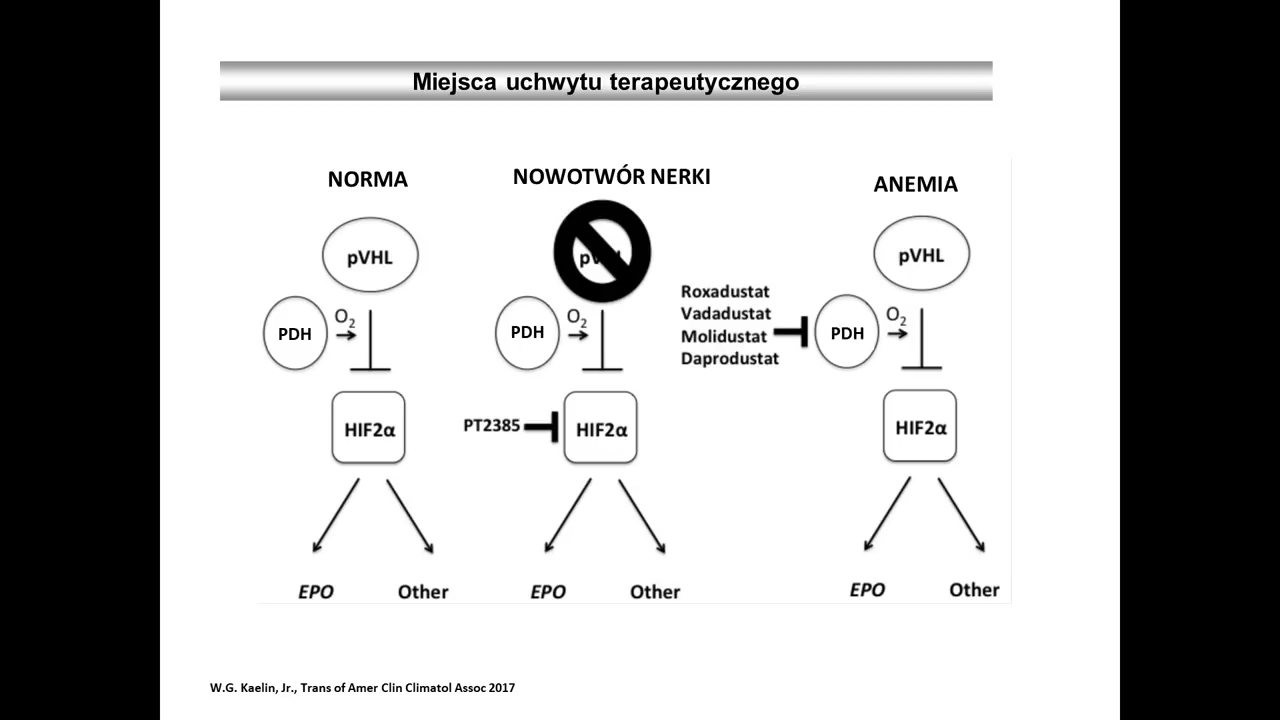 Miejsca uchwytu terapeutycznego
NORMA
pVHL
PDH
O2
HIF2α
EPO
Other
NOWOTWÓR NERKI
PDH
O2
PT2385
HIF2α
EPO
Other
ANEMIA
pVHL
Roxadustat
Vadadustat
Molidustat
Daprodustat
PDH
O2
HIF2α
EPO
Other
W.G. Kaelin, Jr., Trans of Amer Clin Climatol Assoc 2017